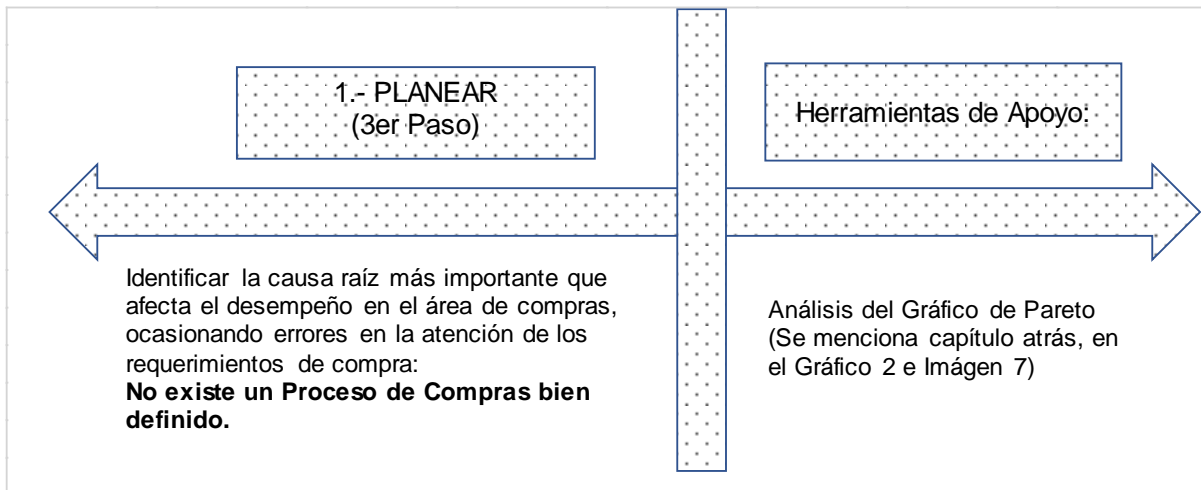 1.- PLANEAR
(3er Paso)
Herramientas de Apoyo:
Identificar la causa raíz más importante que
afecta el desempeño en el área de compras,
ocasionando errores en la atención de los
requerimientos de compra:
No existe un Proceso de Compras bien
definido.
Análisis del Gráfico de Pareto
(Se menciona capítulo atrás, en
el Gráfico 2 e Imágen 7)